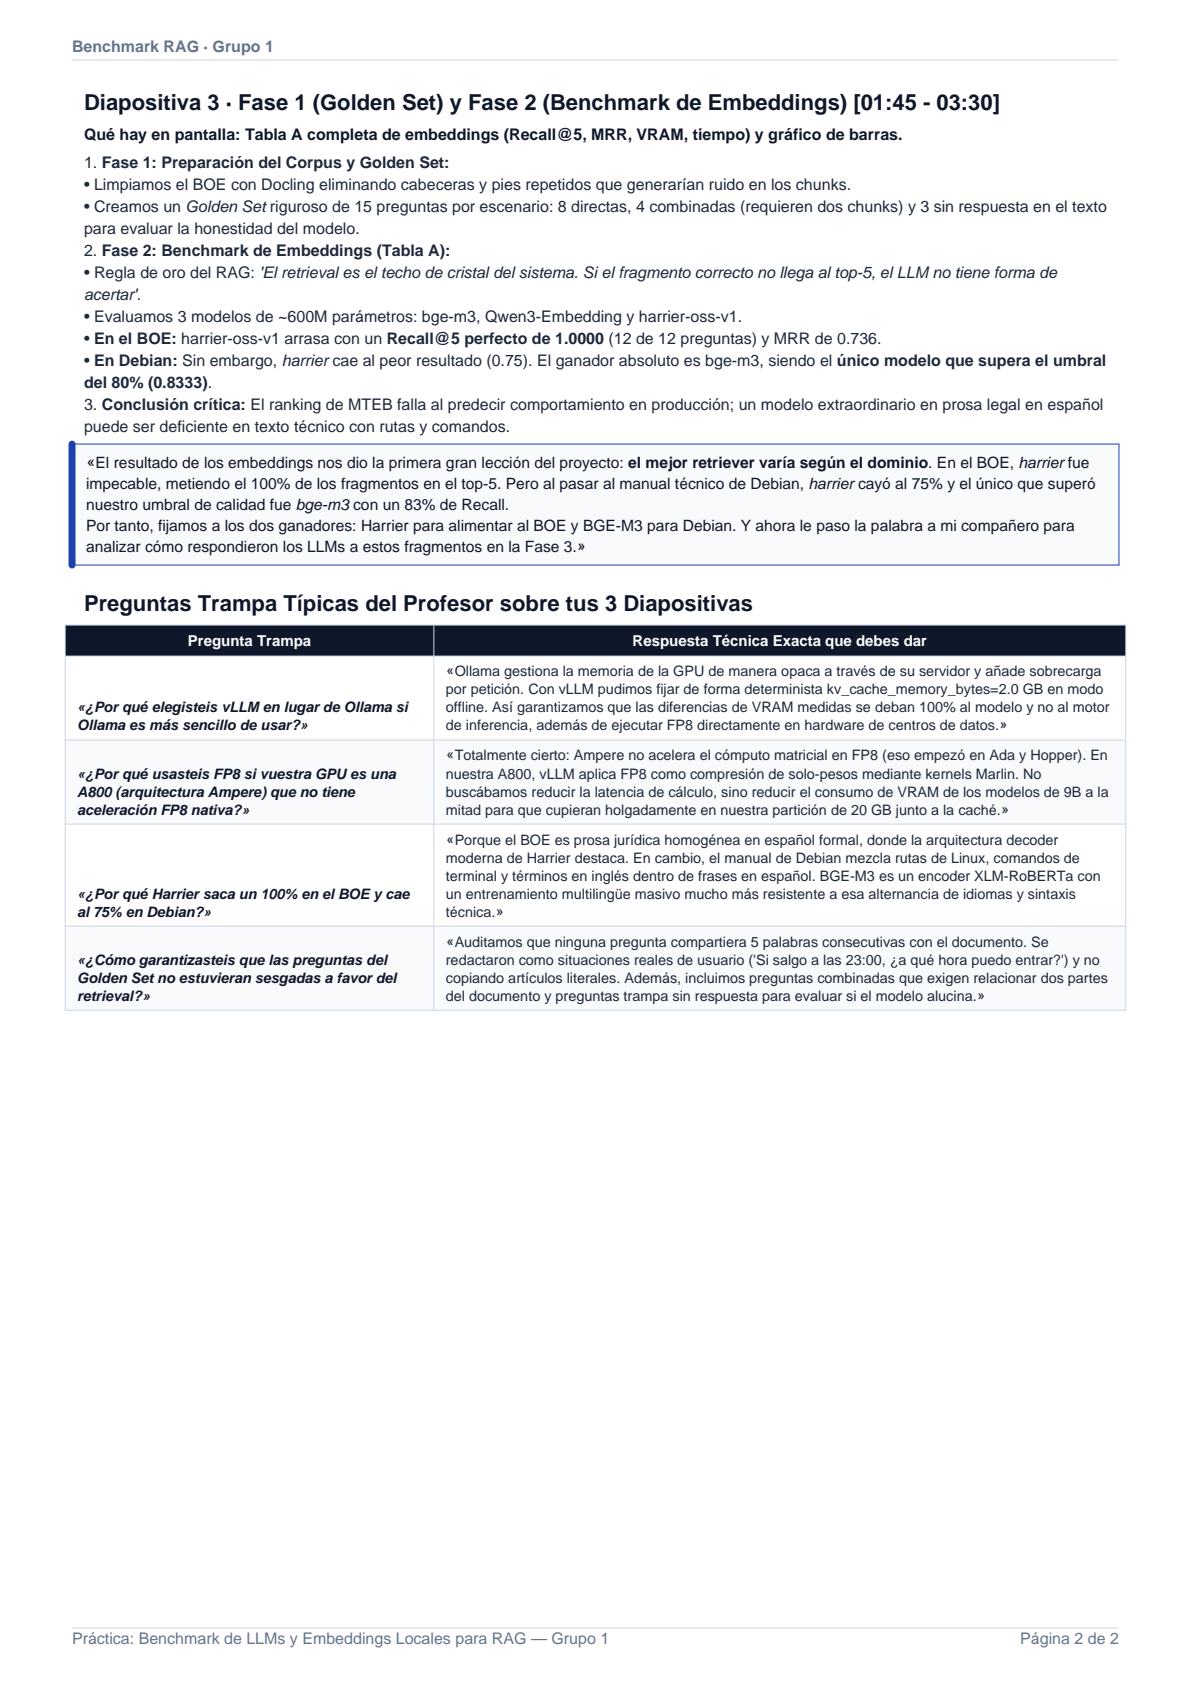 Benchmark RAG · Grupo 1
Diapositiva 3 · Fase 1 (Golden Set) y Fase 2 (Benchmark de Embeddings) [01:45 - 03:30]
Qué hay en pantalla: Tabla A completa de embeddings (Recall@5, MRR, VRAM, tiempo) y gráfico de barras.
1. Fase 1: Preparación del Corpus y Golden Set:
• Limpiamos el BOE con Docling eliminando cabeceras y pies repetidos que generarían ruido en los chunks.
• Creamos un Golden Set riguroso de 15 preguntas por escenario: 8 directas, 4 combinadas (requieren dos chunks) y 3 sin respuesta en el texto
para evaluar la honestidad del modelo.
2. Fase 2: Benchmark de Embeddings (Tabla A):
• Regla de oro del RAG: 'El retrieval es el techo de cristal del sistema. Si el fragmento correcto no llega al top-5, el LLM no tiene forma de
acertar'.
• Evaluamos 3 modelos de ~600M parámetros: bge-m3, Qwen3-Embedding y harrier-oss-v1.
• En el BOE: harrier-oss-v1 arrasa con un Recall@5 perfecto de 1.0000 (12 de 12 preguntas) y MRR de 0.736.
• En Debian: Sin embargo, harrier cae al peor resultado (0.75). El ganador absoluto es bge-m3, siendo el único modelo que supera el umbral
del 80% (0.8333).
3. Conclusión crítica: El ranking de MTEB falla al predecir comportamiento en producción; un modelo extraordinario en prosa legal en español
puede ser deficiente en texto técnico con rutas y comandos.
«El resultado de los embeddings nos dio la primera gran lección del proyecto: el mejor retriever varía según el dominio. En el BOE, harrier fue
impecable, metiendo el 100% de los fragmentos en el top-5. Pero al pasar al manual técnico de Debian, harrier cayó al 75% y el único que superó
nuestro umbral de calidad fue bge-m3 con un 83% de Recall.
Por tanto, fijamos a los dos ganadores: Harrier para alimentar al BOE y BGE-M3 para Debian. Y ahora le paso la palabra a mi compañero para
analizar cómo respondieron los LLMs a estos fragmentos en la Fase 3.»
Preguntas Trampa Típicas del Profesor sobre tus 3 Diapositivas
Pregunta Trampa
Respuesta Técnica Exacta que debes dar
«¿Por qué elegisteis vLLM en lugar de Ollama si
Ollama es más sencillo de usar?»
«Ollama gestiona la memoria de la GPU de manera opaca a través de su servidor y añade sobrecarga
por petición. Con vLLM pudimos fijar de forma determinista kv_cache_memory_bytes=2.0 GB en modo
offline. Así garantizamos que las diferencias de VRAM medidas se deban 100% al modelo y no al motor
de inferencia, además de ejecutar FP8 directamente en hardware de centros de datos.»
«¿Por qué usasteis FP8 si vuestra GPU es una
A800 (arquitectura Ampere) que no tiene
aceleración FP8 nativa?»
«Totalmente cierto: Ampere no acelera el cómputo matricial en FP8 (eso empezó en Ada y Hopper). En
nuestra A800, vLLM aplica FP8 como compresión de solo-pesos mediante kernels Marlin. No
buscábamos reducir la latencia de cálculo, sino reducir el consumo de VRAM de los modelos de 9B a la
mitad para que cupieran holgadamente en nuestra partición de 20 GB junto a la caché.»
«¿Por qué Harrier saca un 100% en el BOE y cae
al 75% en Debian?»
«Porque el BOE es prosa jurídica homogénea en español formal, donde la arquitectura decoder
moderna de Harrier destaca. En cambio, el manual de Debian mezcla rutas de Linux, comandos de
terminal y términos en inglés dentro de frases en español. BGE-M3 es un encoder XLM-RoBERTa con
un entrenamiento multilingüe masivo mucho más resistente a esa alternancia de idiomas y sintaxis
técnica.»
«¿Cómo garantizasteis que las preguntas del
Golden Set no estuvieran sesgadas a favor del
retrieval?»
«Auditamos que ninguna pregunta compartiera 5 palabras consecutivas con el documento. Se
redactaron como situaciones reales de usuario ('Si salgo a las 23:00, ¿a qué hora puedo entrar?') y no
copiando artículos literales. Además, incluimos preguntas combinadas que exigen relacionar dos partes
del documento y preguntas trampa sin respuesta para evaluar si el modelo alucina.»
Práctica: Benchmark de LLMs y Embeddings Locales para RAG — Grupo 1
Página 2 de 2